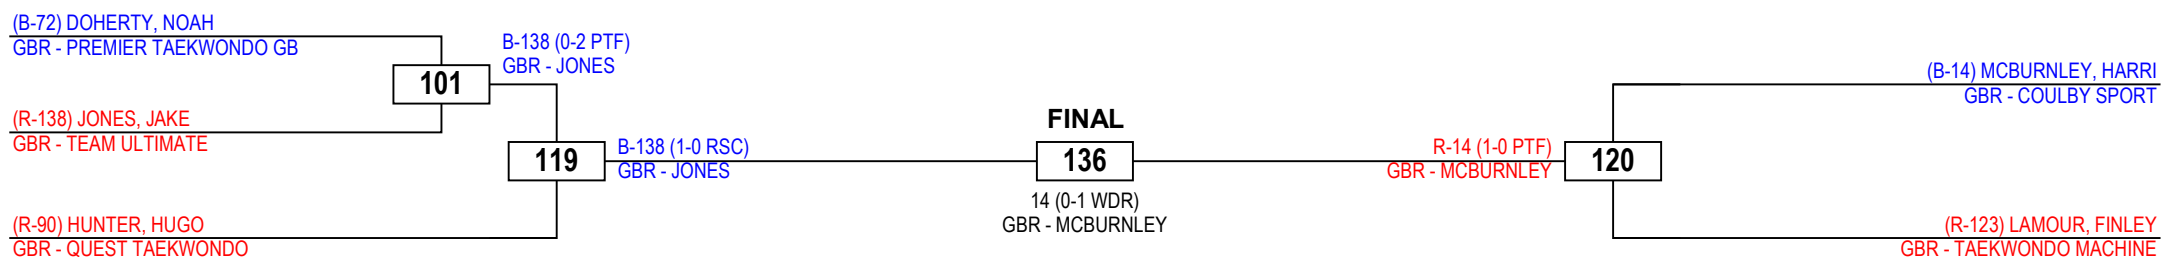 (B-72) DOHERTY, NOAH
GBR - PREMIER TAEKWONDO GB
B-138 (0-2 PTF)
GBR - JONES
101
(R-138) JONES, JAKE
GBR - TEAM ULTIMATE
119
B-138 (1-0 RSC)
GBR - JONES
(R-90) HUNTER, HUGO
GBR - QUEST TAEKWONDO
FINAL
136
14 (0-1 WDR)
GBR - MCBURNLEY
R-14 (1-0 PTF)
GBR - MCBURNLEY
120
(B-14) MCBURNLEY, HARRI
GBR - COULBY SPORT
(R-123) LAMOUR, FINLEY
GBR - TAEKWONDO MACHINE